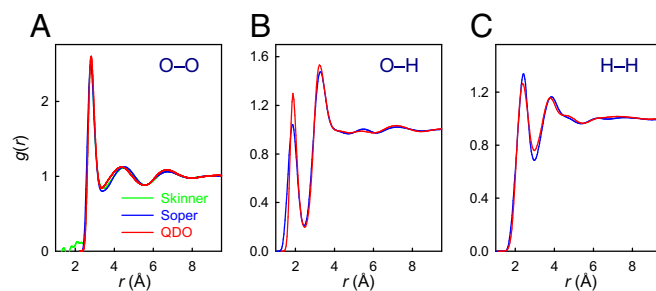 A B C
O–O O–H H–H
g(r)
2
1
0
1.6
1.2
0.8
0.4
0.0
1.2
0.8
0.4
0.0
Skinner
Soper
QDO
2 4 6 8
2 4 6 8
2 4 6 8
r (Å) r (Å) r (Å)